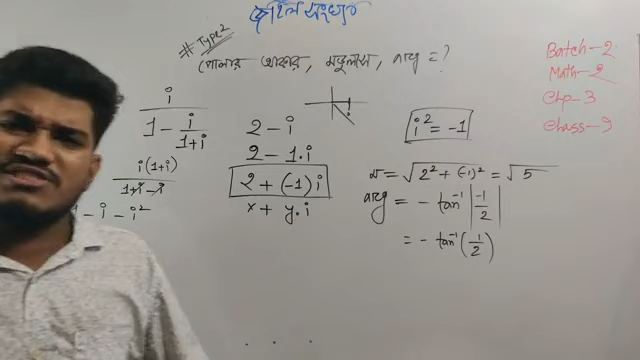 জটিল সংখ্যা
# Type 2
পোলার আকার, মডুলাস, arg = ?
Batch-2
Math-2
Chp-3
Class-9
i / (1 - i/(1+i))
i(1+i) / (1+i-i)
- i - i²
2 - i
2 - 1.i
2 + (-1) i
x + y.i
i² = -1
r = √(2² + (-1)²) = √5
arg = - tan⁻¹ |-1/2|
= - tan⁻¹ (1/2)